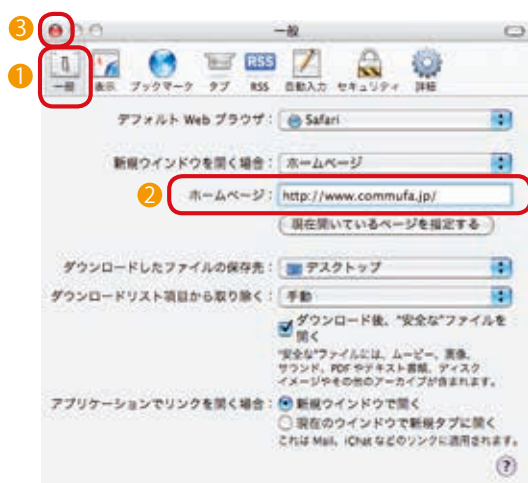 ③
一般
①
一般 表示 ブックマーク タブ RSS 自動入力 セキュリティ 詳細
RSS
デフォルト Web ブラウザ： Safari
新規ウインドウを開く場合： ホームページ
② ホームページ： http://www.commufa.jp/
現在開いているページを指定する
ダウンロードしたファイルの保存先： デスクトップ
ダウンロードリスト項目から取り除く： 手動
ダウンロード後、"安全な"ファイルを
開く
"安全な"ファイルには、ムービー、画像、
サウンド、PDF やテキスト書類、ディスク
イメージやその他のアーカイブが含まれます。
アプリケーションでリンクを開く場合： 新規ウインドウで開く
現在のウインドウで新規タブに開く
これは Mail、iChat などのリンクに適用されます。
?